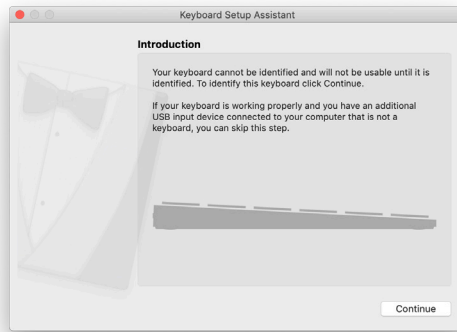 Keyboard Setup Assistant
Introduction
Your keyboard cannot be identified and will not be usable until it is
identified. To identify this keyboard click Continue.
If your keyboard is working properly and you have an additional
USB input device connected to your computer that is not a
keyboard, you can skip this step.
Continue